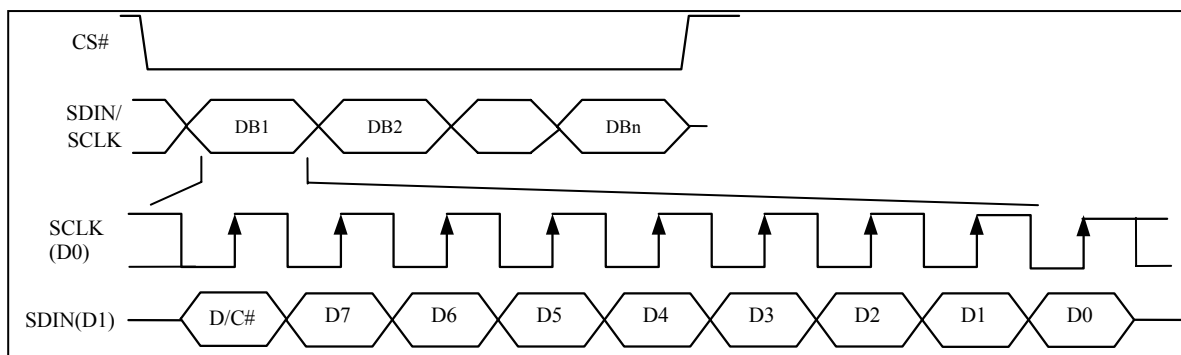 CS#
SDIN/
SCLK
DB1 DB2 DBn
SCLK
(D0)
SDIN(D1) D/C# D7 D6 D5 D4 D3 D2 D1 D0